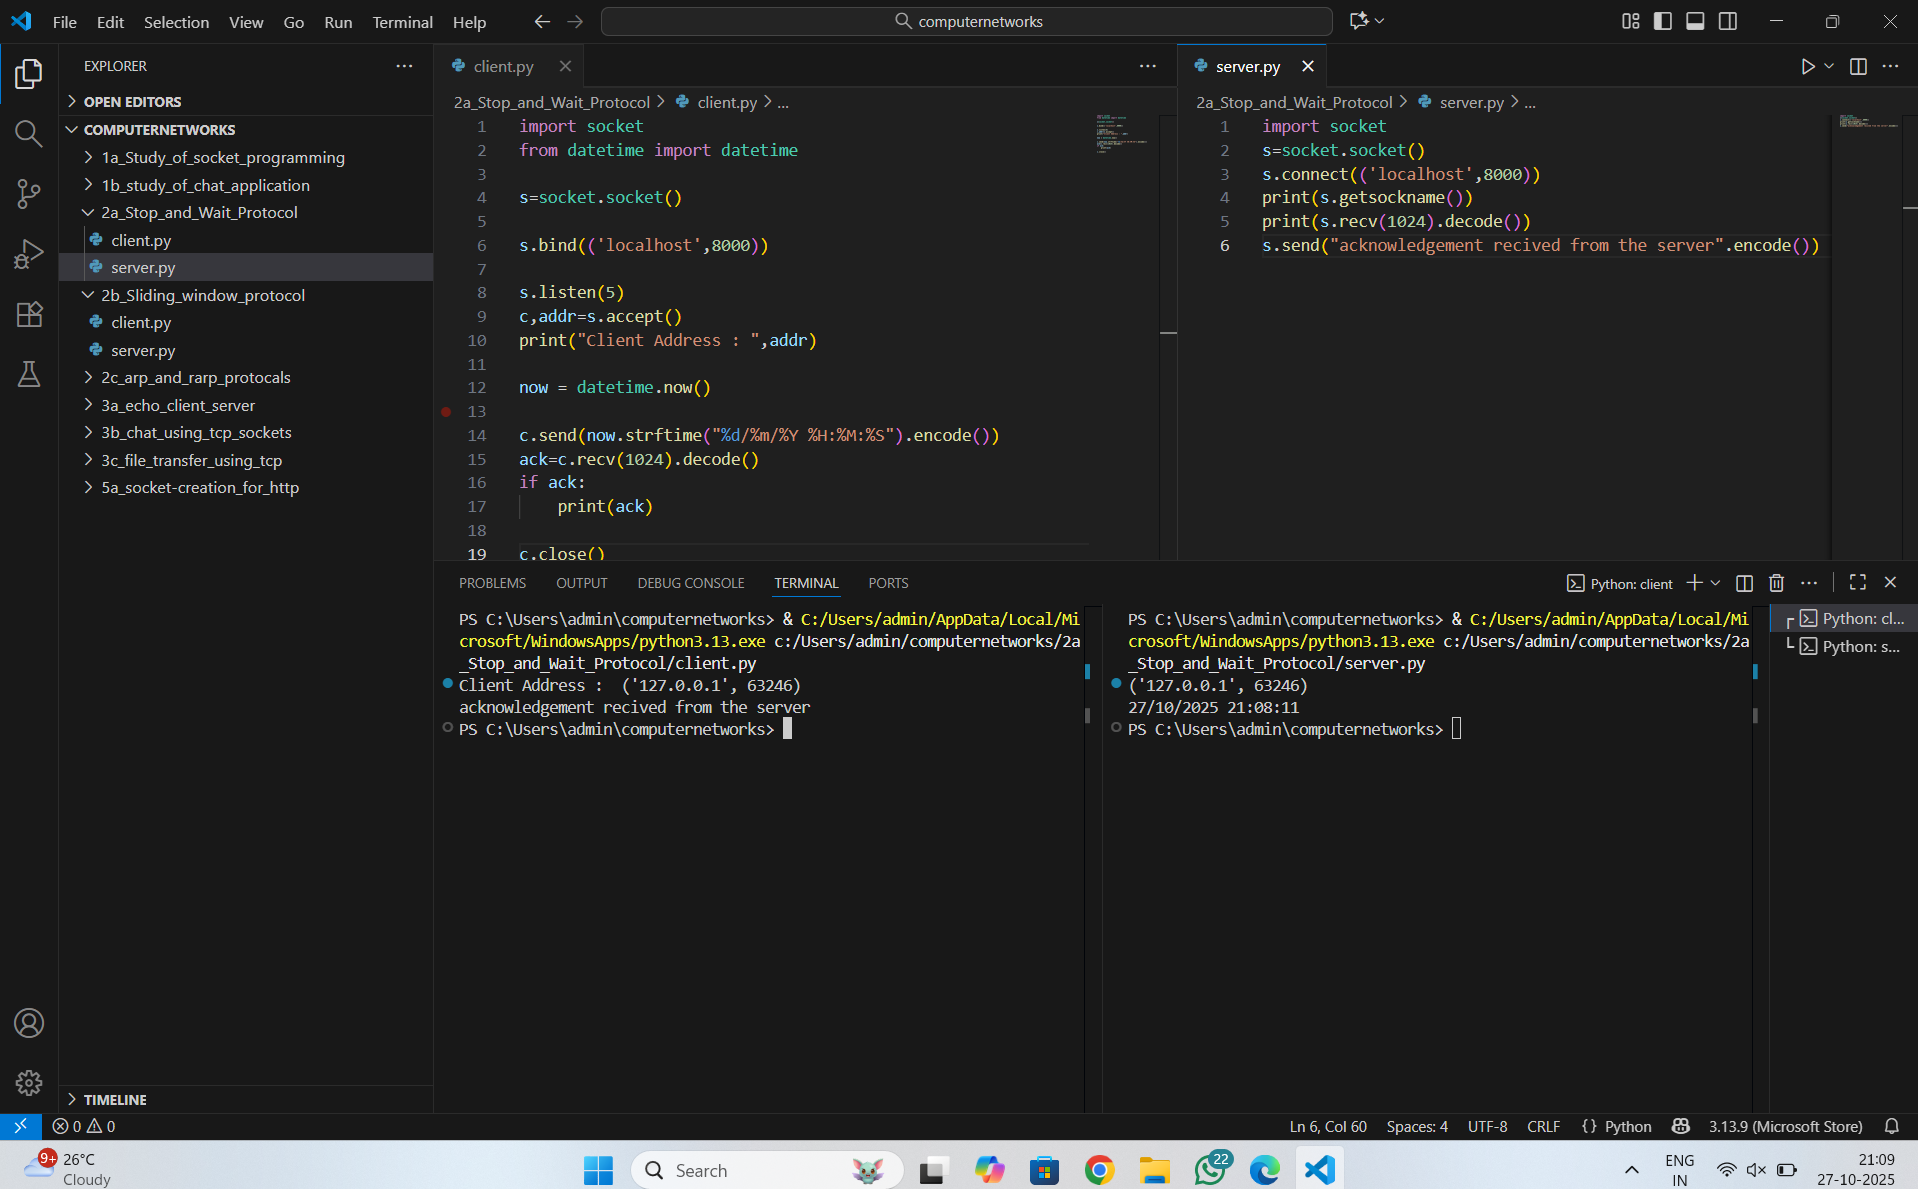 File Edit Selection View Go Run Terminal Help
computernetworks
EXPLORER
OPEN EDITORS
COMPUTERNETWORKS
1a_Study_of_socket_programming
1b_study_of_chat_application
2a_Stop_and_Wait_Protocol
client.py
server.py
2b_Sliding_window_protocol
client.py
server.py
2c_arp_and_rarp_protocals
3a_echo_client_server
3b_chat_using_tcp_sockets
3c_file_transfer_using_tcp
5a_socket-creation_for_http
TIMELINE
client.py
2a_Stop_and_Wait_Protocol > client.py > ...
1 import socket
2 from datetime import datetime
3
4 s=socket.socket()
5
6 s.bind(('localhost',8000))
7
8 s.listen(5)
9 c,addr=s.accept()
10 print("Client Address : ",addr)
11
12 now = datetime.now()
13
14 c.send(now.strftime("%d/%m/%Y %H:%M:%S").encode())
15 ack=c.recv(1024).decode()
16 if ack:
17     print(ack)
18
19 c.close()
server.py
2a_Stop_and_Wait_Protocol > server.py > ...
1 import socket
2 s=socket.socket()
3 s.connect(('localhost',8000))
4 print(s.getsockname())
5 print(s.recv(1024).decode())
6 s.send("acknowledgement recived from the server".encode())
PROBLEMS OUTPUT DEBUG CONSOLE TERMINAL PORTS
Python: client
PS C:\Users\admin\computernetworks> & C:/Users/admin/AppData/Local/Mi
crosoft/WindowsApps/python3.13.exe c:/Users/admin/computernetworks/2a
_Stop_and_Wait_Protocol/client.py
Client Address :  ('127.0.0.1', 63246)
acknowledgement recived from the server
PS C:\Users\admin\computernetworks>
PS C:\Users\admin\computernetworks> & C:/Users/admin/AppData/Local/Mi
crosoft/WindowsApps/python3.13.exe c:/Users/admin/computernetworks/2a
_Stop_and_Wait_Protocol/server.py
('127.0.0.1', 63246)
27/10/2025 21:08:11
PS C:\Users\admin\computernetworks>
Python: cl...
Python: s...
0 0
Ln 6, Col 60 Spaces: 4 UTF-8 CRLF {} Python 3.13.9 (Microsoft Store)
9+
26°C
Cloudy
Search
22
ENG
IN
21:09
27-10-2025